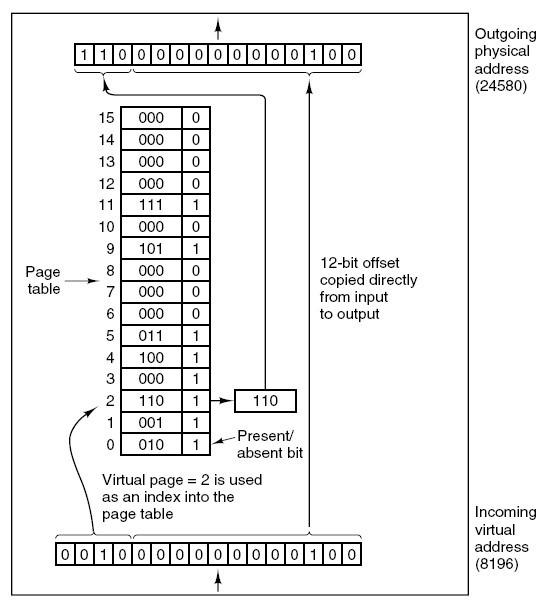 1 1 0 0 0 0 0 0 0 0 0 0 1 0 0
Outgoing
physical
address
(24580)
15 000 0
14 000 0
13 000 0
12 000 0
11 111 1
10 000 0
9 101 1
8 000 0
7 000 0
6 000 0
5 011 1
4 100 1
3 000 1
2 110 1
1 001 1
0 010 1
Page
table
110
12-bit offset
copied directly
from input
to output
Present/
absent bit
Virtual page = 2 is used
as an index into the
page table
0 0 1 0 0 0 0 0 0 0 0 0 0 1 0 0
Incoming
virtual
address
(8196)